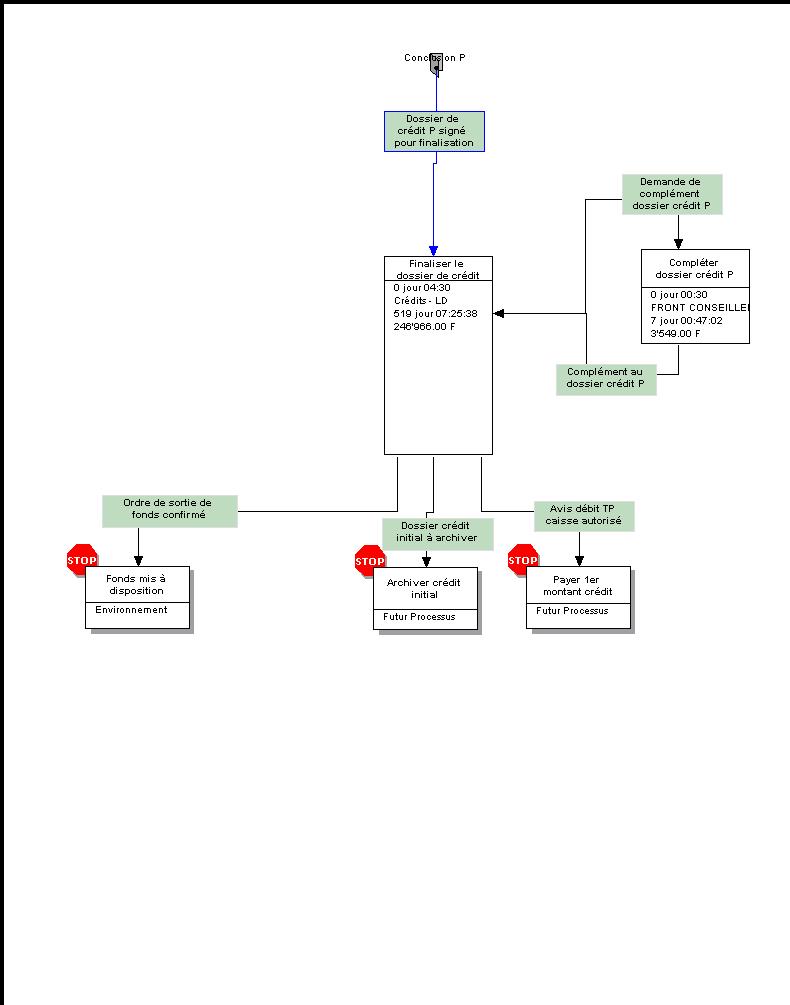 Conclusion P
Dossier de
crédit P signé
pour finalisation
Demande de
complément
dossier crédit P
Finaliser le
dossier de crédit
0 jour 04:30
Crédits - LD
519 jour 07:25:38
246'966.00 F
Compléter
dossier crédit P
0 jour 00:30
FRONT CONSEILLE
7 jour 00:47:02
3'549.00 F
Complément au
dossier crédit P
Ordre de sortie de
fonds confirmé
Dossier crédit
initial à archiver
Avis débit TP
caisse autorisé
STOP
Fonds mis à
disposition
Environnement
STOP
Archiver crédit
initial
Futur Processus
STOP
Payer 1er
montant crédit
Futur Processus